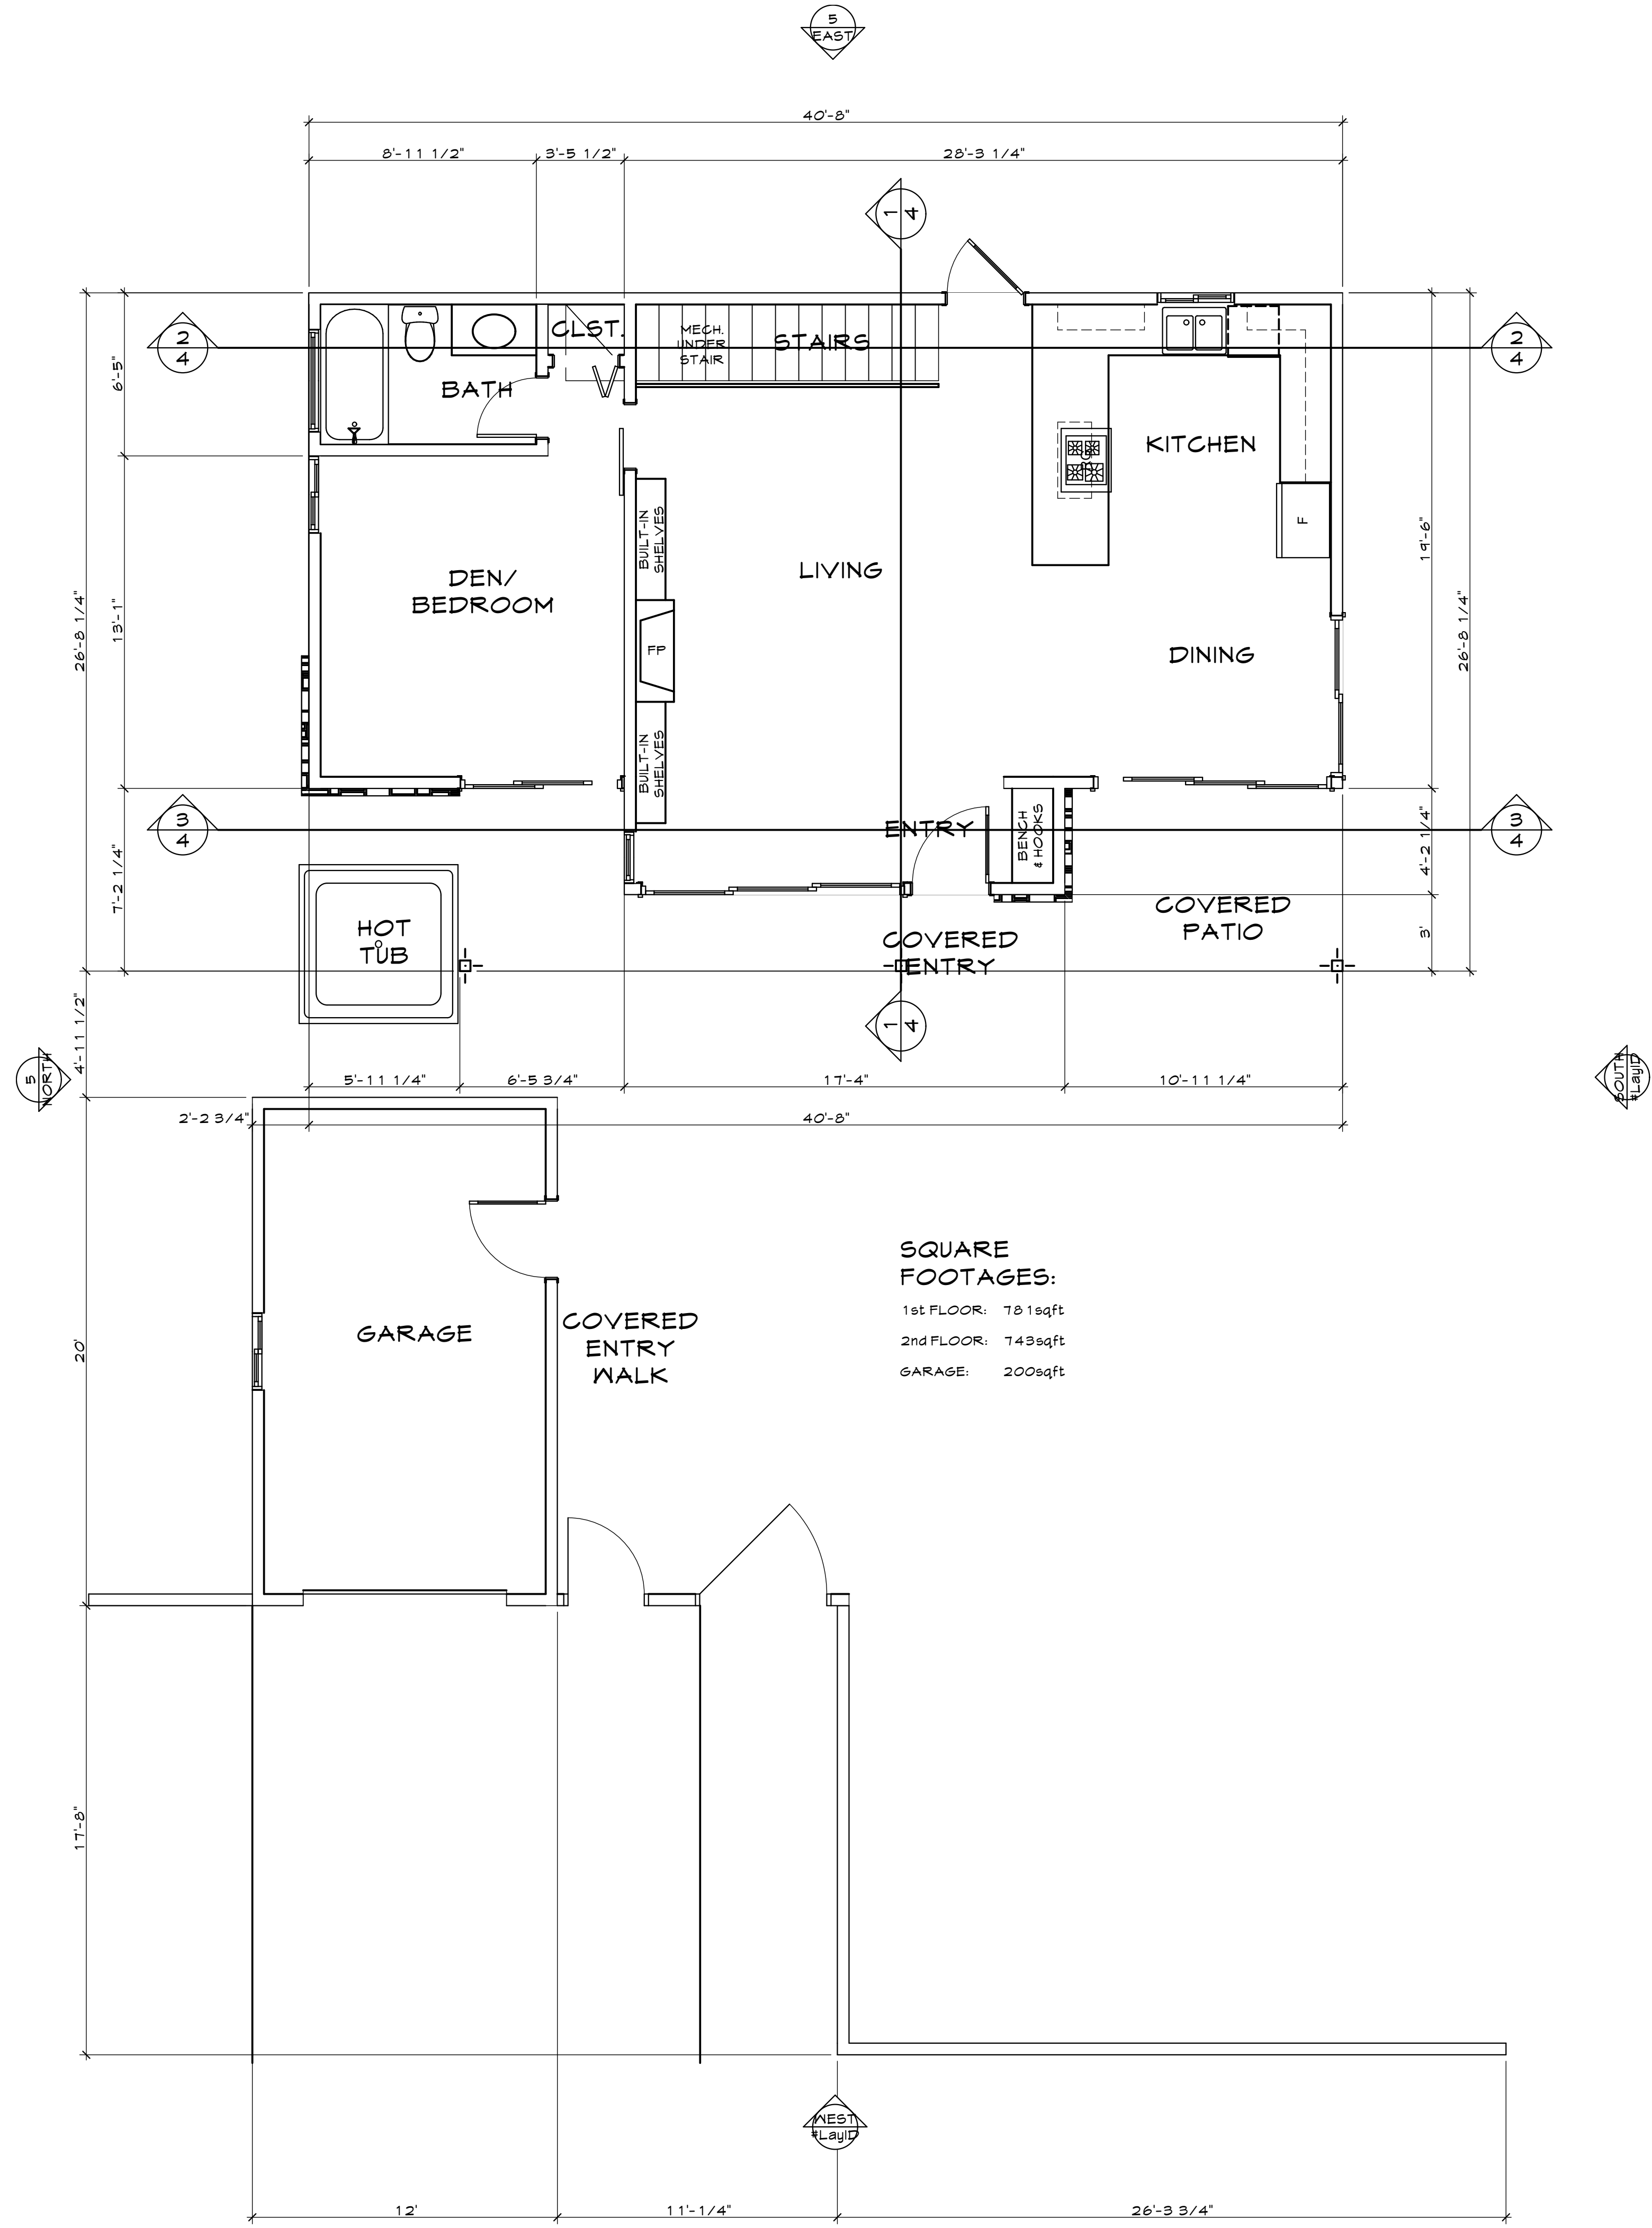 5
EAST
40'-8"
8'-11 1/2"
3'-5 1/2"
28'-3 1/4"
1
4
2
4
2
4
CLST.
MECH.
UNDER
STAIR
STAIRS
BATH
6'-5"
KITCHEN
RG
F
BUILT-IN
SHELVES
DEN/
BEDROOM
LIVING
19'-6"
26'-8 1/4"
13'-1"
26'-8 1/4"
FP
DINING
BUILT-IN
SHELVES
3
4
ENTRY
BENCH
& HOOKS
3
4
4'-2 1/4"
7'-2 1/4"
HOT
TUB
COVERED
ENTRY
COVERED
PATIO
3'
1
4
4'-11 1/2"
5
NORTH
SOUTH
#LayID
5'-11 1/4"
6'-5 3/4"
17'-4"
10'-11 1/4"
2'-2 3/4"
40'-8"
SQUARE
FOOTAGES:
1st FLOOR: 781sqft
2nd FLOOR: 743sqft
GARAGE: 200sqft
GARAGE
COVERED
ENTRY
WALK
20'
17'-8"
WEST
#LayID
12'
11'-1/4"
26'-3 3/4"